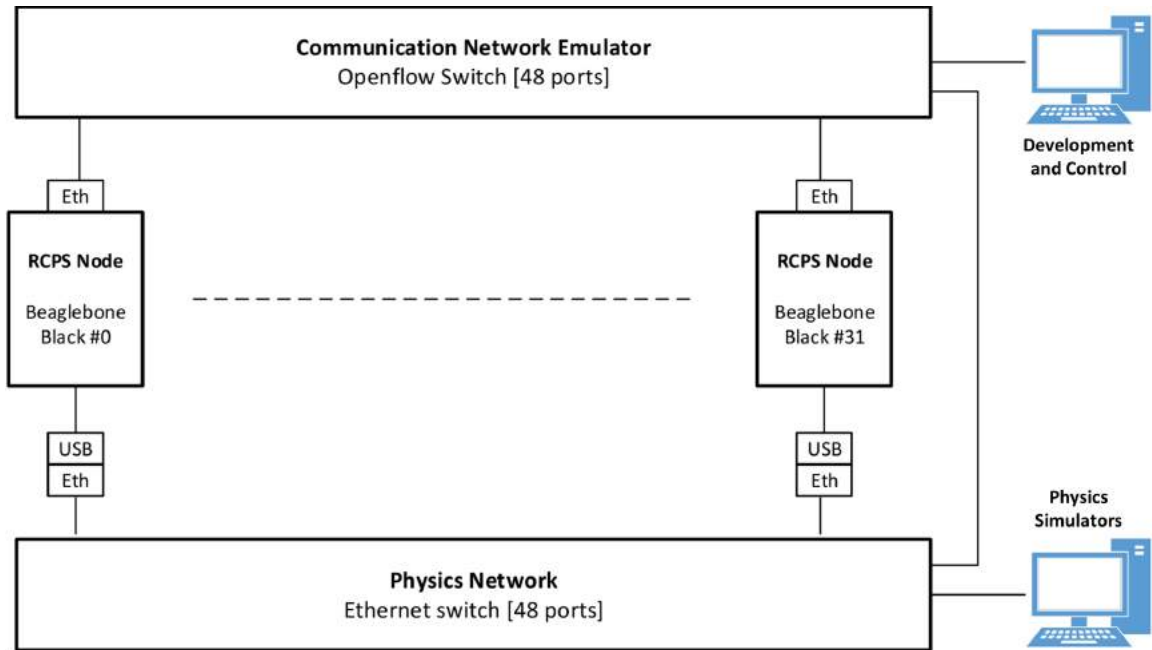 Communication Network Emulator
Openflow Switch [48 ports]
Development
and Control
Eth
Eth
RCPS Node
Beaglebone
Black #0
RCPS Node
Beaglebone
Black #31
USB
Eth
USB
Eth
Physics
Simulators
Physics Network
Ethernet switch [48 ports]